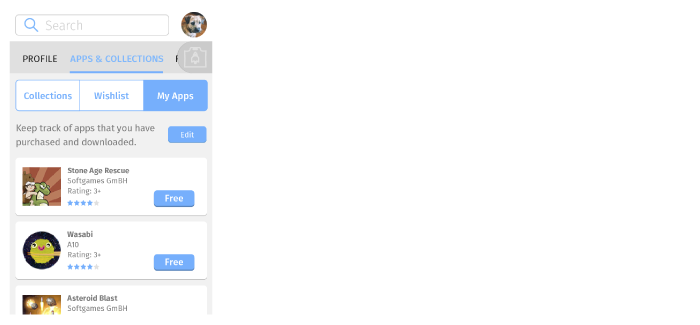 Search
PROFILE APPS & COLLECTIONS
Collections Wishlist My Apps
Keep track of apps that you have
purchased and downloaded.
Edit
Stone Age Rescue
Softgames GmBH
Rating: 3+
Free
Wasabi
A10
Rating: 3+
Free
Asteroid Blast
Softgames GmBH